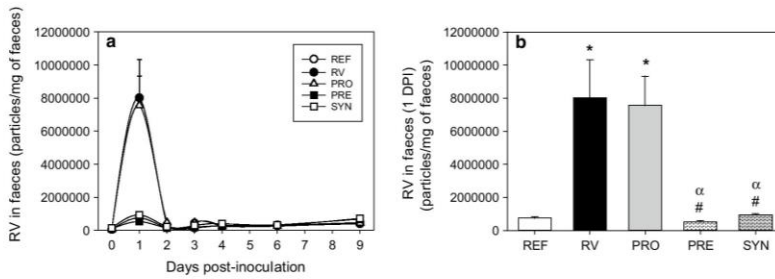 a
RV in faeces (particles/mg of faeces)
12000000
10000000
8000000
6000000
4000000
2000000
0
REF
RV
PRO
PRE
SYN
0 1 2 3 4 5 6 7 8 9
Days post-inoculation
b
RV in faeces (1 DPI)
(particles/mg of faeces)
12000000
10000000
8000000
6000000
4000000
2000000
0
* *
α α
# #
REF RV PRO PRE SYN